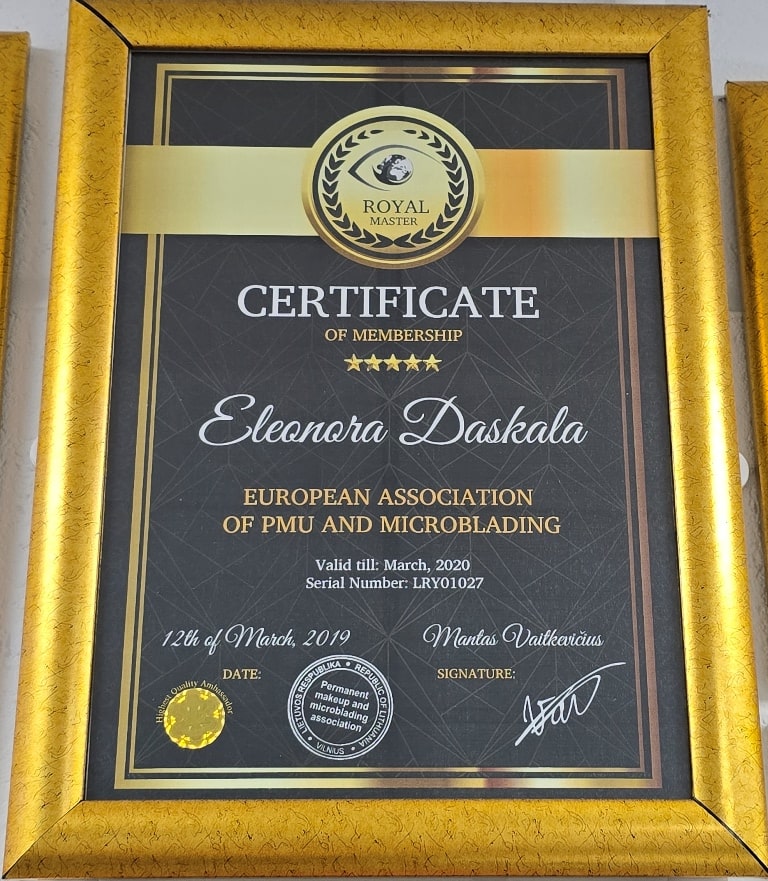 ROYAL
MASTER
CERTIFICATE
OF MEMBERSHIP
Eleonora Daskala
EUROPEAN ASSOCIATION
OF PMU AND MICROBLADING
Valid till: March, 2020
Serial Number: LRY01027
12th of March, 2019
Mantas Vaitkevičius
DATE:
SIGNATURE:
Highest Quality Ambassador
LIETUVOS RESPUBLIKA • REPUBLIC OF LITHUANIA • VILNIUS •
Permanent
makeup and
microblading
association